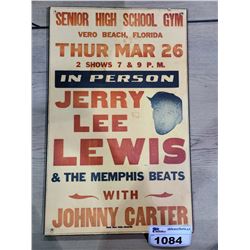 SENIOR HIGH SCHOOL GYM
VERO BEACH, FLORIDA
THUR MAR 26
2 SHOWS 7 & 9 P. M.
IN PERSON
JERRY
LEE
LEWIS
& THE MEMPHIS BEATS
WITH
JOHNNY CARTER
1084